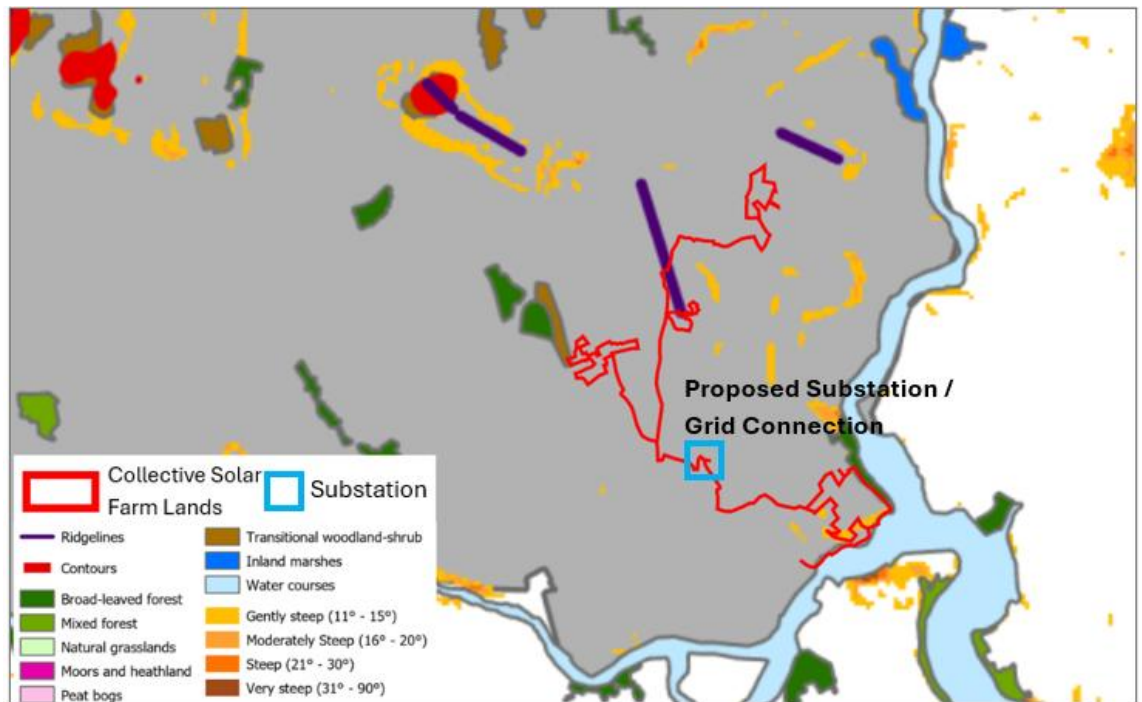 Proposed Substation /
Grid Connection
Collective Solar
Farm Lands
Substation
Ridgelines
Contours
Broad-leaved forest
Mixed forest
Natural grasslands
Moors and heathland
Peat bogs
Transitional woodland-shrub
Inland marshes
Water courses
Gently steep (11° - 15°)
Moderately Steep (16° - 20°)
Steep (21° - 30°)
Very steep (31° - 90°)